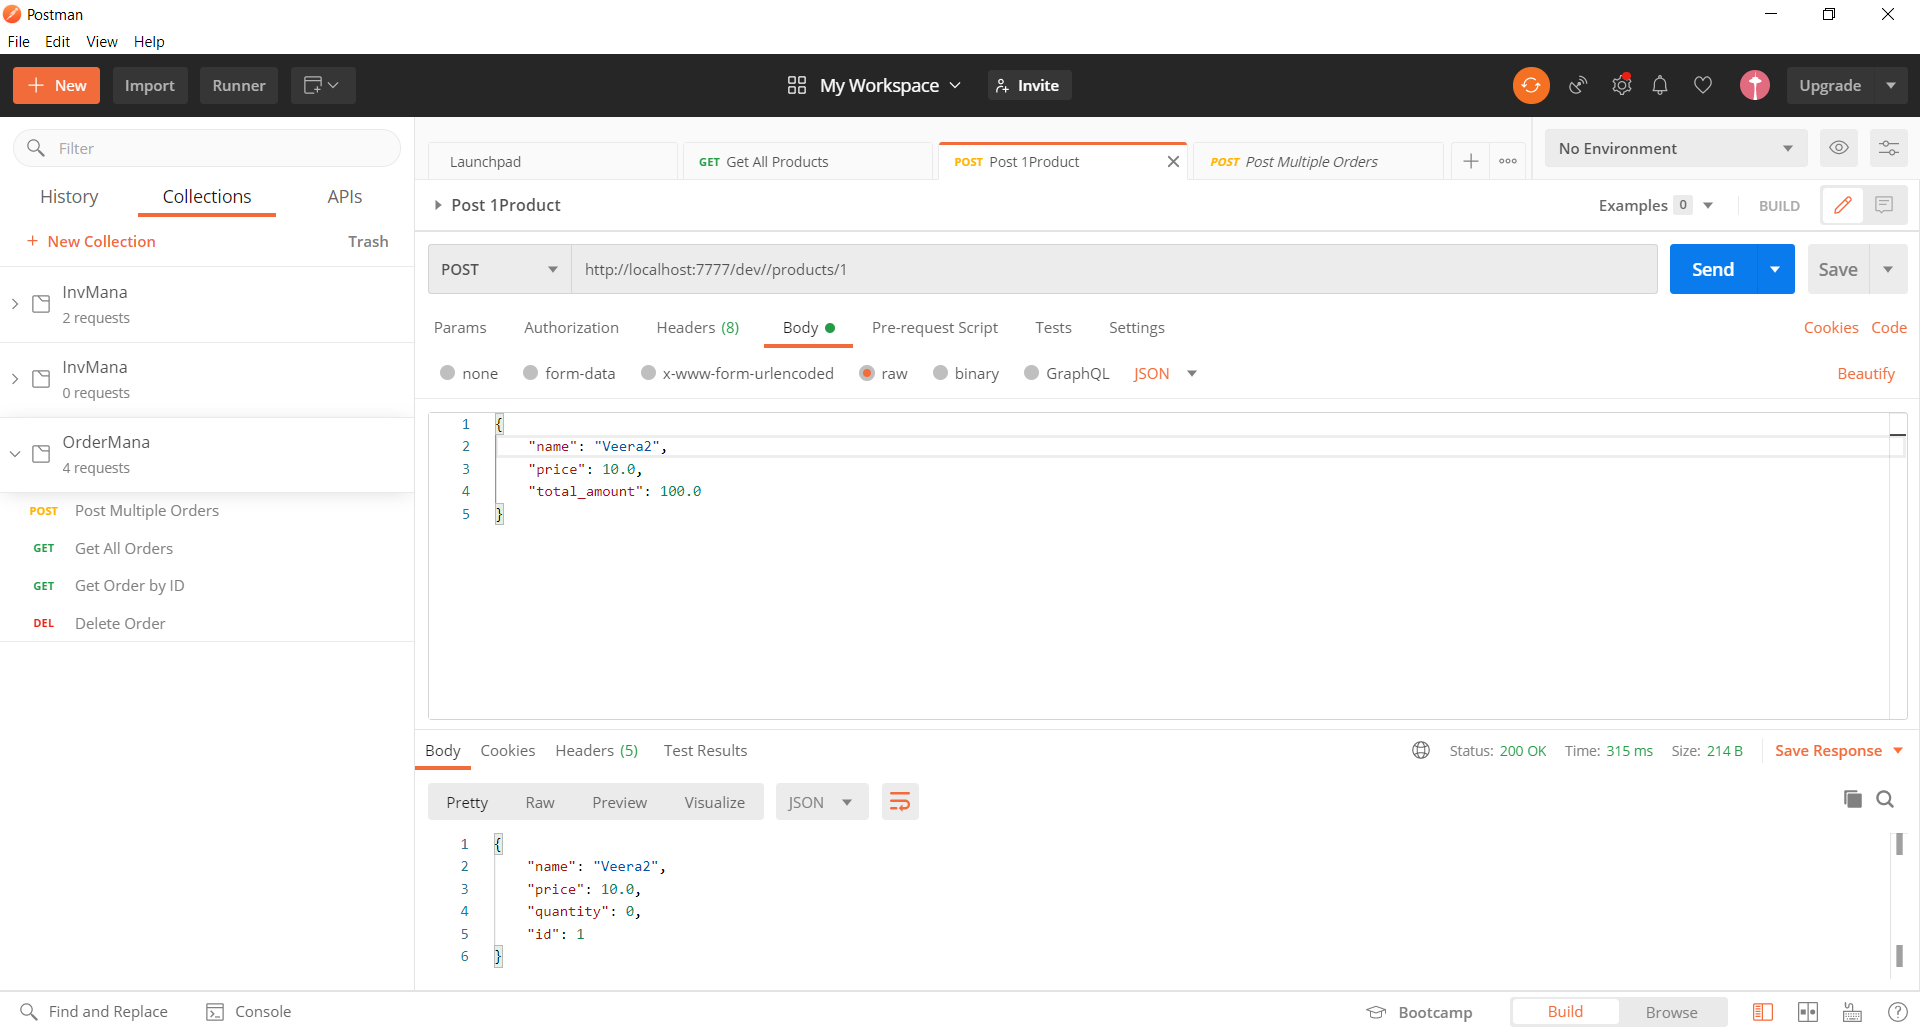 Postman
File Edit View Help
+ New Import Runner My Workspace Invite Upgrade
Filter
History Collections APIs
+ New Collection Trash
InvMana
2 requests
InvMana
0 requests
OrderMana
4 requests
POST Post Multiple Orders
GET Get All Orders
GET Get Order by ID
DEL Delete Order
Launchpad GET Get All Products POST Post 1Product POST Post Multiple Orders No Environment
Post 1Product Examples 0 BUILD
POST http://localhost:7777/dev//products/1 Send Save
Params Authorization Headers (8) Body Pre-request Script Tests Settings Cookies Code
none form-data x-www-form-urlencoded raw binary GraphQL JSON Beautify
1 {
2 "name": "Veera2",
3 "price": 10.0,
4 "total_amount": 100.0
5 }
Body Cookies Headers (5) Test Results Status: 200 OK Time: 315 ms Size: 214 B Save Response
Pretty Raw Preview Visualize JSON
1 {
2 "name": "Veera2",
3 "price": 10.0,
4 "quantity": 0,
5 "id": 1
6 }
Find and Replace Console Bootcamp Build Browse